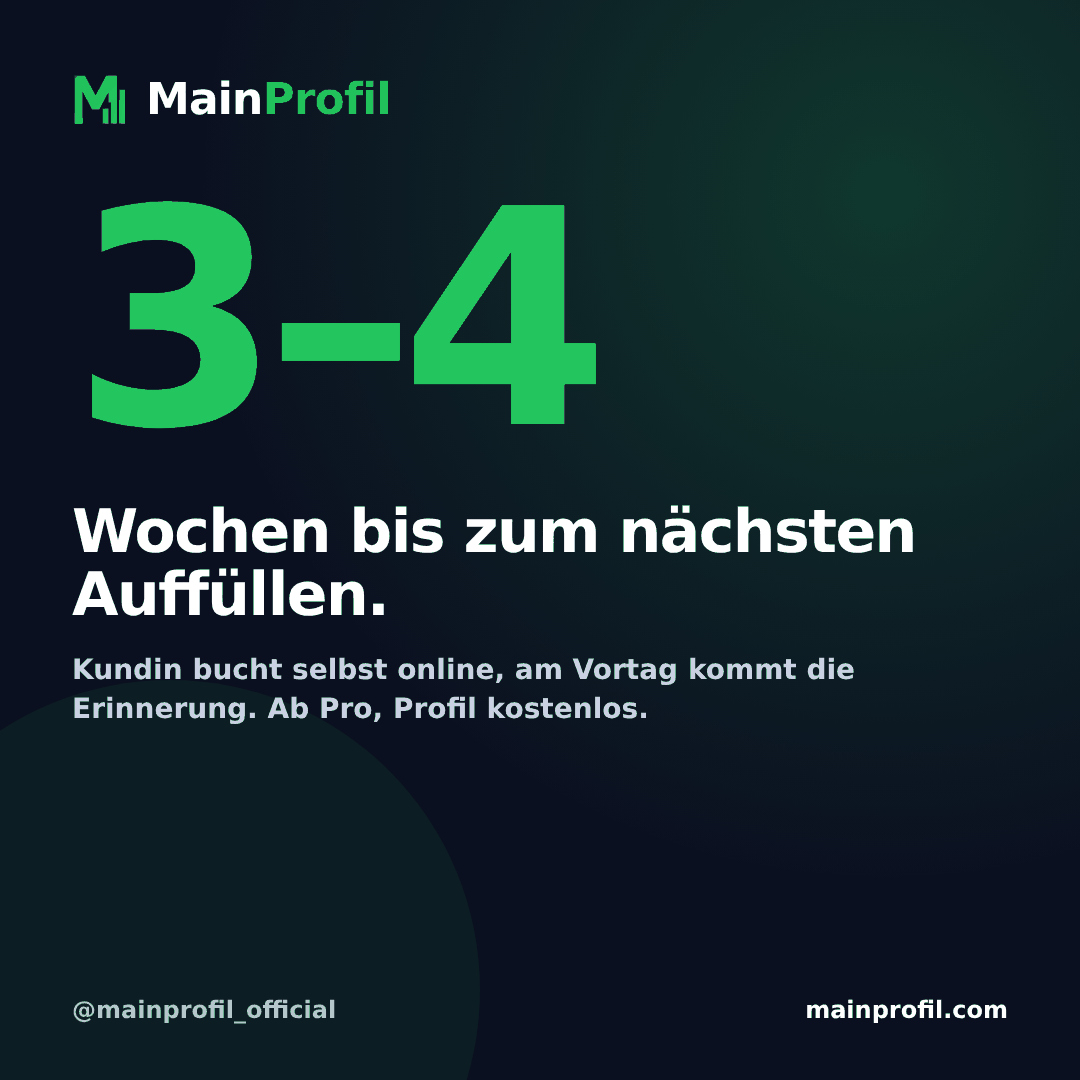 MainProfil
3–4
Wochen bis zum nächsten
Auffüllen.
Kundin bucht selbst online, am Vortag kommt die
Erinnerung. Ab Pro, Profil kostenlos.
@mainprofil_official
mainprofil.com